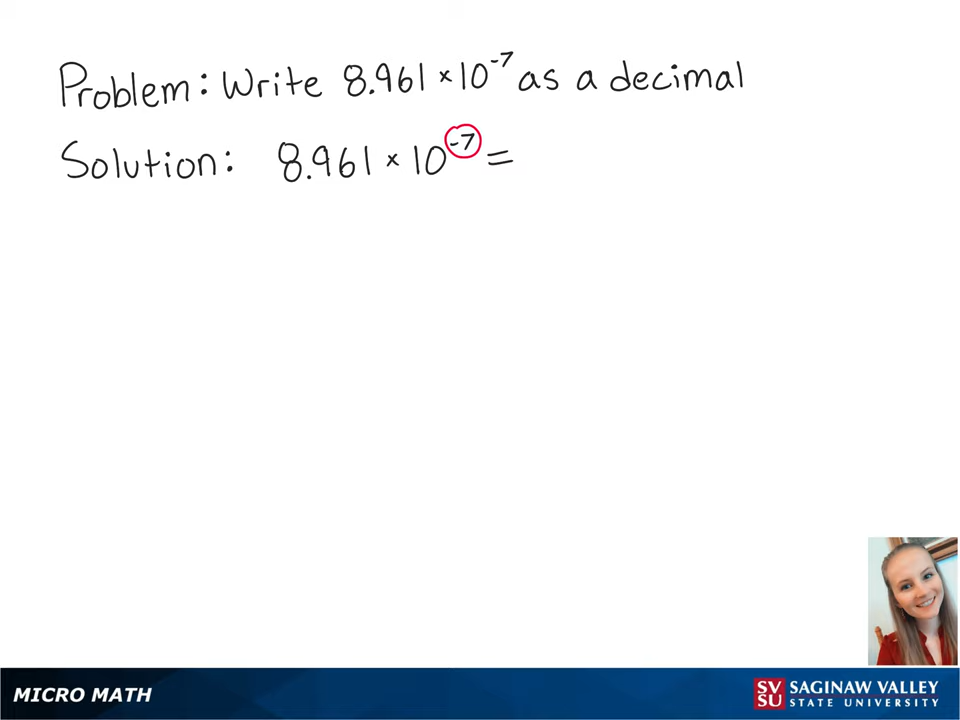 Problem: Write 8.961 × 10⁻⁷ as a decimal
Solution: 8.961 × 10⁻⁷ =
MICRO MATH
SV SU SAGINAW VALLEY
STATE UNIVERSITY